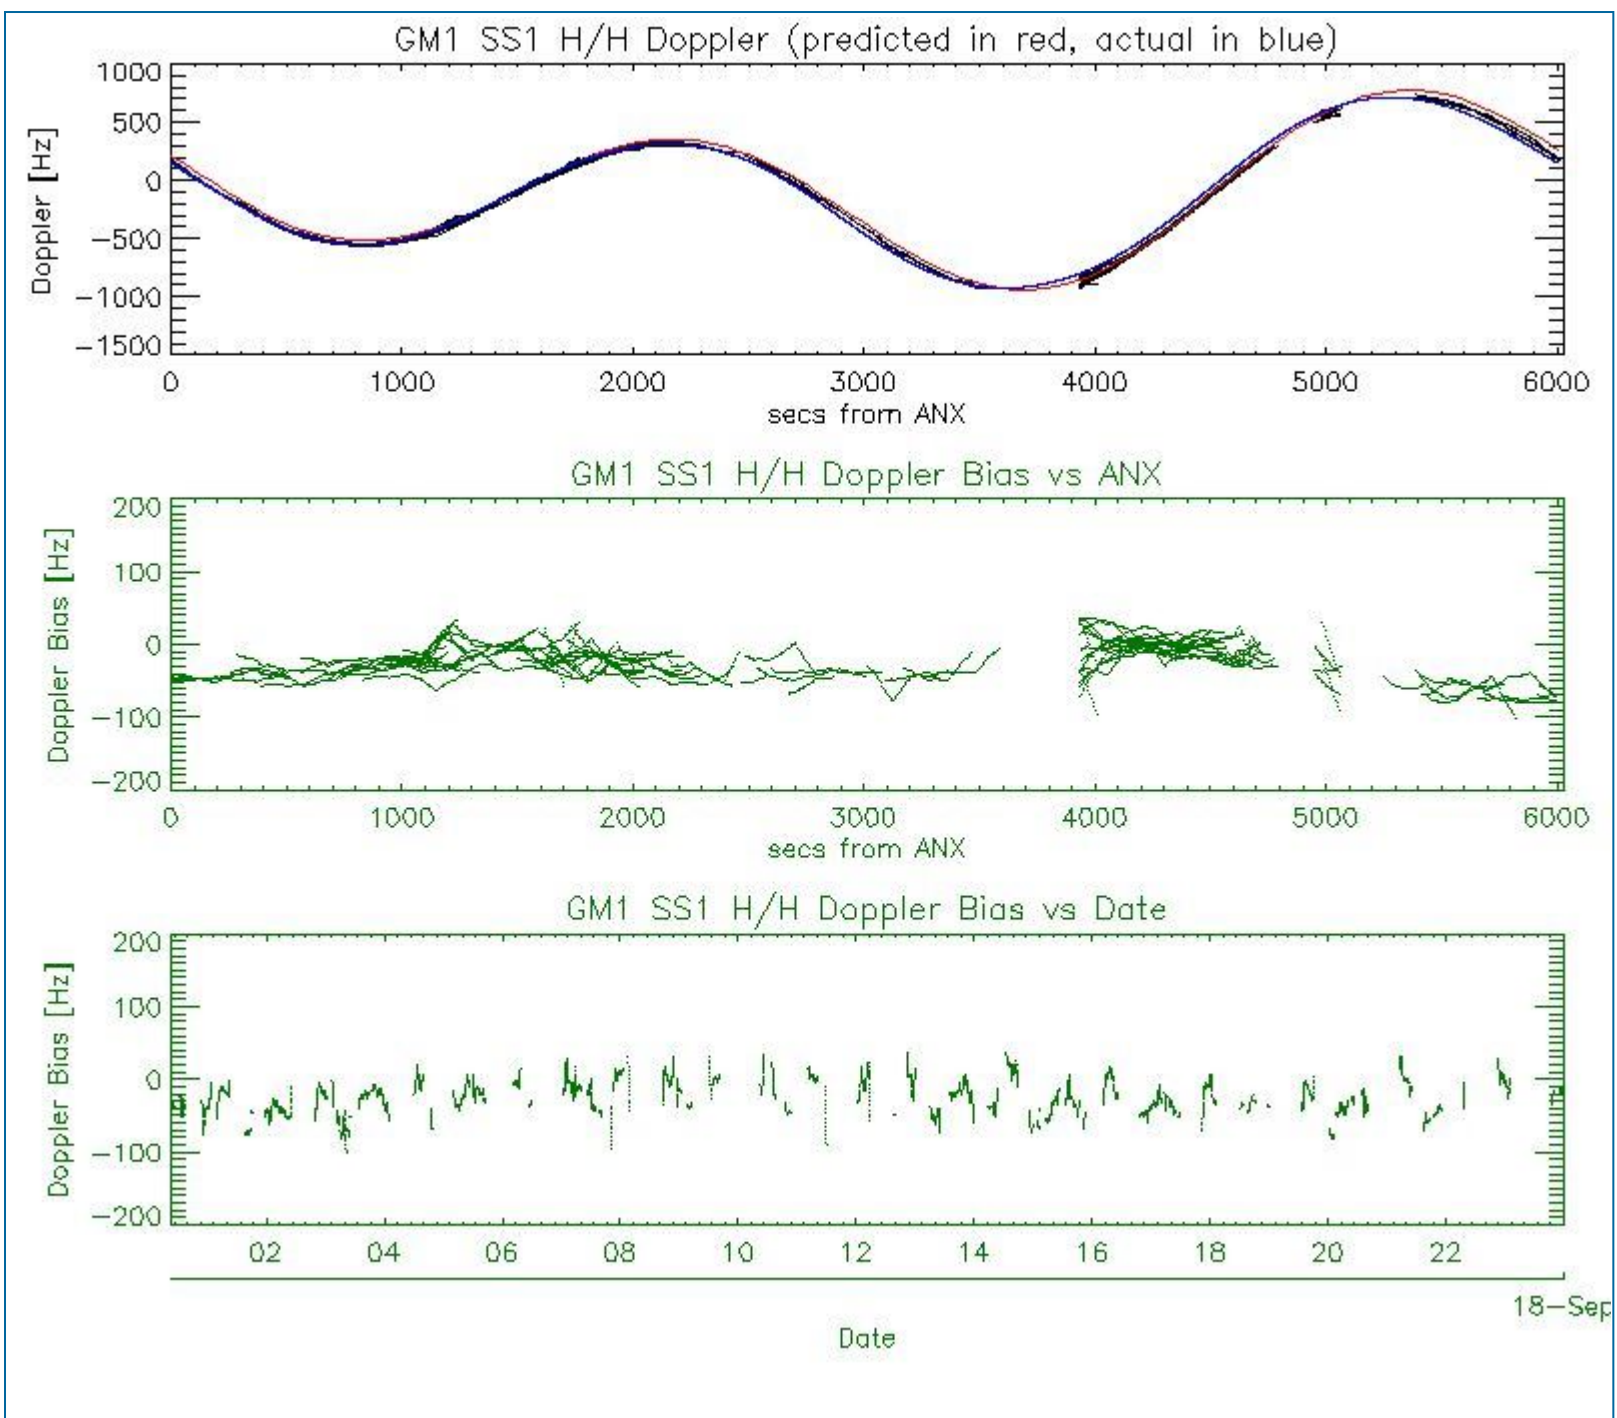 GM1 SS1 H/H Doppler (predicted in red, actual in blue)
Doppler [Hz]
1000
500
0
-500
-1000
-1500
0 1000 2000 3000 4000 5000 6000
secs from ANX
GM1 SS1 H/H Doppler Bias vs ANX
Doppler Bias [Hz]
200
100
0
-100
-200
0 1000 2000 3000 4000 5000 6000
secs from ANX
GM1 SS1 H/H Doppler Bias vs Date
Doppler Bias [Hz]
200
100
0
-100
-200
02 04 06 08 10 12 14 16 18 20 22
18-Sep
Date